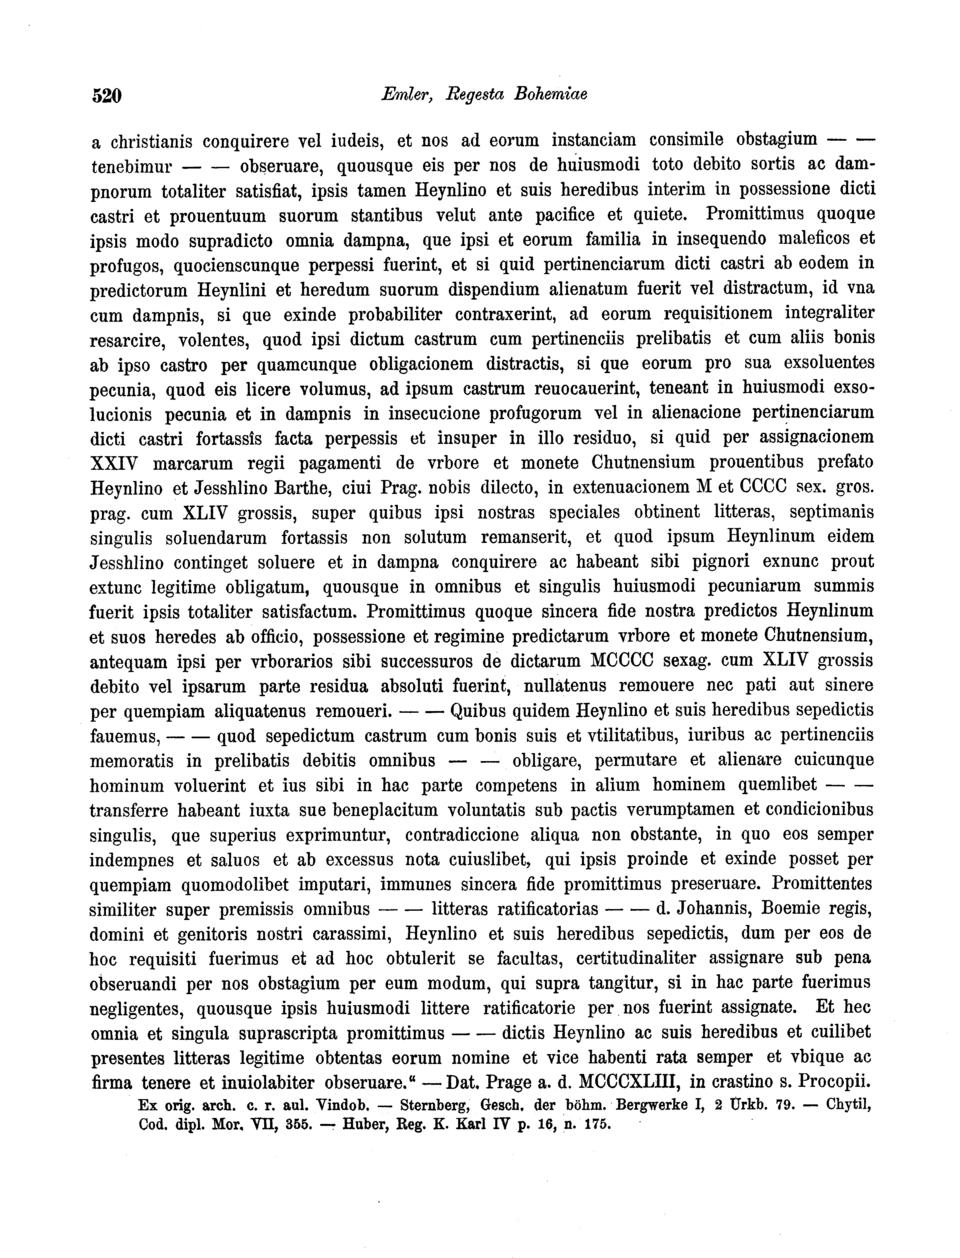 520 Emler, Regesta Bohemiae
a christianis conquirere vel iudeis, et nos ad eorum instanciam consimile obstagium — —
tenebimur — — obseruare, quousque eis per nos de huiusmodi toto debito sortis ac dam-
pnorum totaliter satisfiat, ipsis tamen Heynlino et suis heredibus interim in possessione dicti
castri et prouentuum suorum stantibus velut ante pacifice et quiete. Promittimus quoque
ipsis modo supradicto omnia dampna, que ipsi et eorum familia in insequendo maleficos et
profugos, quocienscunque perpessi fuerint, et si quid pertinenciarum dicti castri ab eodem in
predictorum Heynlini et heredum suorum dispendium alienatum fuerit vel distractum, id vna
cum dampnis, si que exinde probabiliter contraxerint, ad eorum requisitionem integraliter
resarcire, volentes, quod ipsi dictum castrum cum pertinenciis prelibatis et cum aliis bonis
ab ipso castro per quamcunque obligacionem distractis, si que eorum pro sua exsoluentes
pecunia, quod eis licere volumus, ad ipsum castrum reuocauerint, teneant in huiusmodi exso-
lucionis pecunia et in dampnis in insecucione profugorum vel in alienacione pertinenciarum
dicti castri fortassis facta perpessis et insuper in illo residuo, si quid per assignacionem
XXIV marcarum regii pagamenti de vrbore et monete Chutnensium prouentibus prefato
Heynlino et Jesshlino Barthe, ciui Prag. nobis dilecto, in extenuacionem M et CCCC sex. gros.
prag. cum XLIV grossis, super quibus ipsi nostras speciales obtinent litteras, septimanis
singulis soluendarum fortassis non solutum remanserit, et quod ipsum Heynlinum eidem
Jesshlino continget soluere et in dampna conquirere ac habeant sibi pignori exnunc prout
extunc legitime obligatum, quousque in omnibus et singulis huiusmodi pecuniarum summis
fuerit ipsis totaliter satisfactum. Promittimus quoque sincera fide nostra predictos Heynlinum
et suos heredes ab officio, possessione et regimine predictarum vrbore et monete Chutnensium,
antequam ipsi per vrborarios sibi successuros de dictarum MCCCC sexag. cum XLIV grossis
debito vel ipsarum parte residua absoluti fuerint, nullatenus remouere nec pati aut sinere
per quempiam aliquatenus remoueri. — — Quibus quidem Heynlino et suis heredibus sepedictis
fauemus, — — quod sepedictum castrum cum bonis suis et vtilitatibus, iuribus ac pertinenciis
memoratis in prelibatis debitis omnibus — — obligare, permutare et alienare cuicunque
hominum voluerint et ius sibi in hac parte competens in alium hominem quemlibet — —
transferre habeant iuxta sue beneplacitum voluntatis sub pactis verumptamen et condicionibus
singulis, que superius exprimuntur, contradiccione aliqua non obstante, in quo eos semper
indempnes et saluos et ab excessus nota cuiuslibet, qui ipsis proinde et exinde posset per
quempiam quomodolibet imputari, immunes sincera fide promittimus preseruare. Promittentes
similiter super premissis omnibus — — litteras ratificatorias — — d. Johannis, Boemie regis,
domini et genitoris nostri carassimi, Heynlino et suis heredibus sepedictis, dum per eos de
hoc requisiti fuerimus et ad hoc obtulerit se facultas, certitudinaliter assignare sub pena
obseruandi per nos obstagium per eum modum, qui supra tangitur, si in hac parte fuerimus
negligentes, quousque ipsis huiusmodi littere ratificatorie per nos fuerint assignate. Et hec
omnia et singula suprascripta promittimus — — dictis Heynlino ac suis heredibus et cuilibet
presentes litteras legitime obtentas eorum nomine et vice habenti rata semper et vbique ac
firma tenere et inuiolabiter obseruare.“ — Dat. Prage a. d. MCCCXLIII, in crastino s. Procopii.
Ex orig. arch. c. r. aul. Vindob. — Sternberg, Gesch. der böhm. Bergwerke I, 2 Urkb. 79. — Chytil,
Cod. dipl. Mor. VII, 355. — Huber, Reg. K. Karl IV p. 16, n. 175.